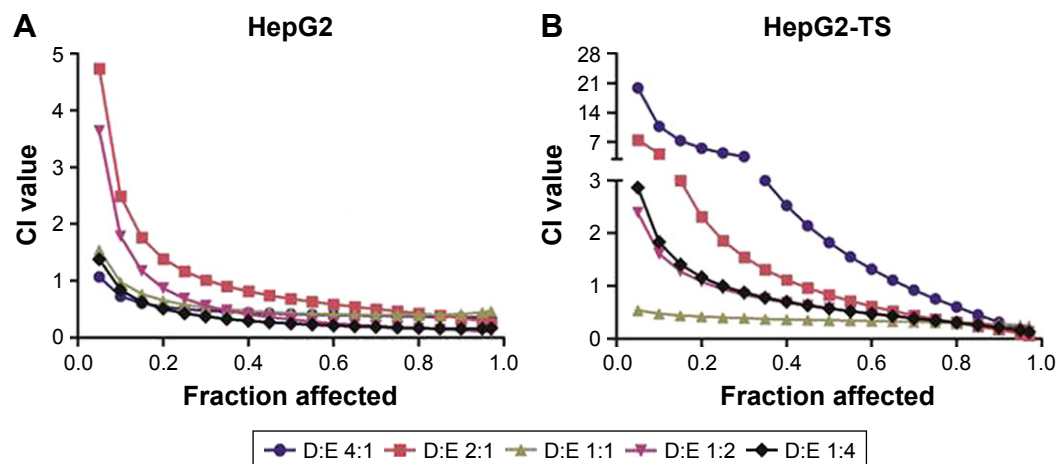 A
HepG2
5
4
3
2
1
0
CI value
0.0 0.2 0.4 0.6 0.8 1.0
Fraction affected
B
HepG2-TS
28
21
14
7
3
2
1
0
CI value
0.0 0.2 0.4 0.6 0.8 1.0
Fraction affected
D:E 4:1 D:E 2:1 D:E 1:1 D:E 1:2 D:E 1:4